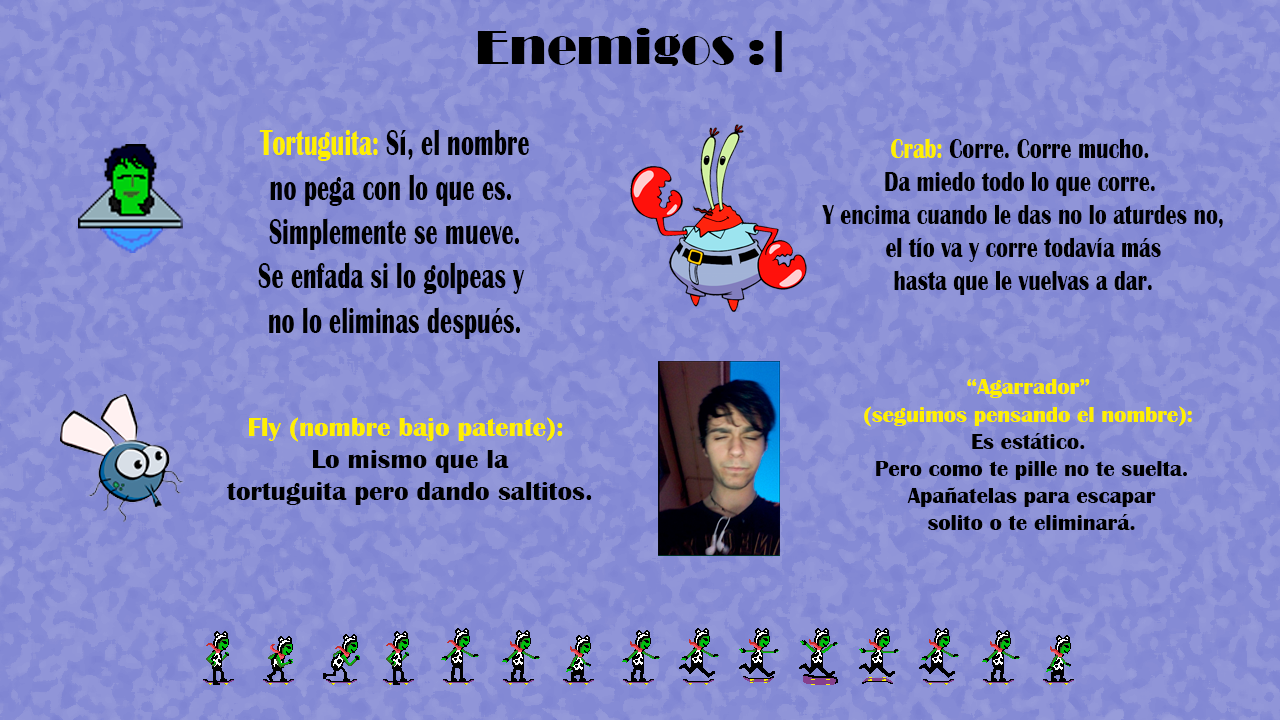 Enemigos :|
Tortuguita: Sí, el nombre
no pega con lo que es.
Simplemente se mueve.
Se enfada si lo golpeas y
no lo eliminas después.
Crab: Corre. Corre mucho.
Da miedo todo lo que corre.
Y encima cuando le das no lo aturdes no,
el tío va y corre todavía más
hasta que le vuelvas a dar.
Fly (nombre bajo patente):
Lo mismo que la
tortuguita pero dando saltitos.
“Agarrador”
(seguimos pensando el nombre):
Es estático.
Pero como te pille no te suelta.
Apañatelas para escapar
solito o te eliminará.